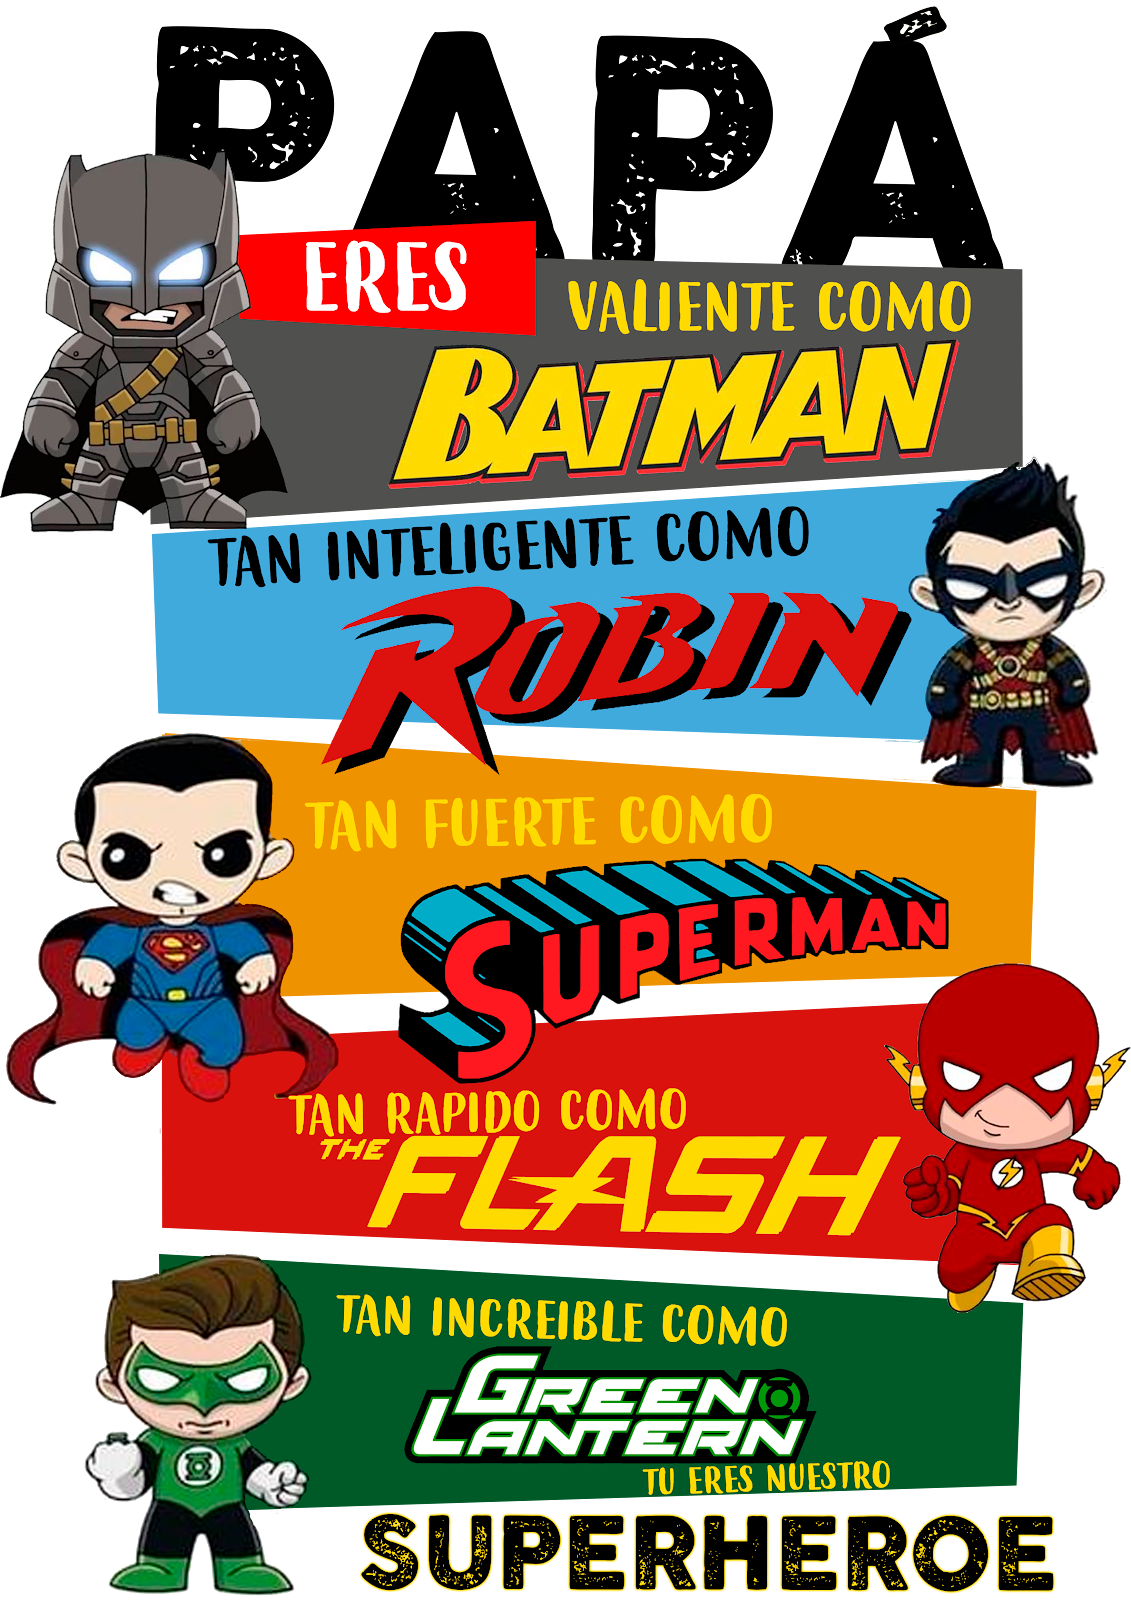 PAPÁ
ERES
VALIENTE COMO
BATMAN
TAN INTELIGENTE COMO
ROBIN
TAN FUERTE COMO
SUPERMAN
TAN RAPIDO COMO
THE FLASH
TAN INCREIBLE COMO
GREEN
LANTERN
TU ERES NUESTRO
SUPERHEROE